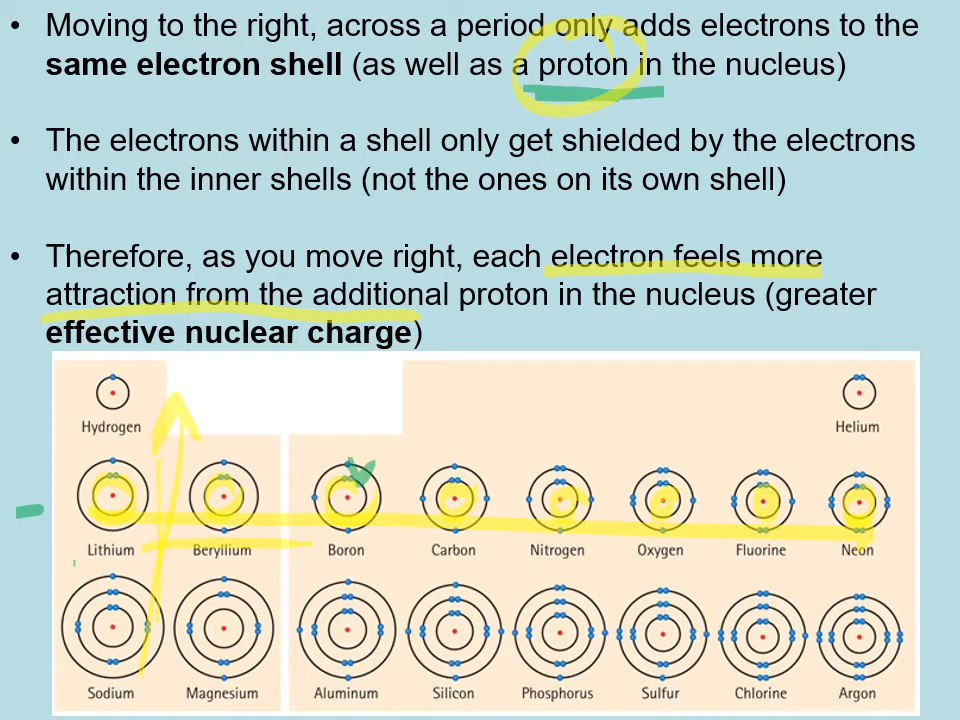 • Moving to the right, across a period only adds electrons to the
same electron shell (as well as a proton in the nucleus)
• The electrons within a shell only get shielded by the electrons
within the inner shells (not the ones on its own shell)
• Therefore, as you move right, each electron feels more
attraction from the additional proton in the nucleus (greater
effective nuclear charge)
Hydrogen Helium
Lithium Beryllium Boron Carbon Nitrogen Oxygen Fluorine Neon
Sodium Magnesium Aluminum Silicon Phosphorus Sulfur Chlorine Argon